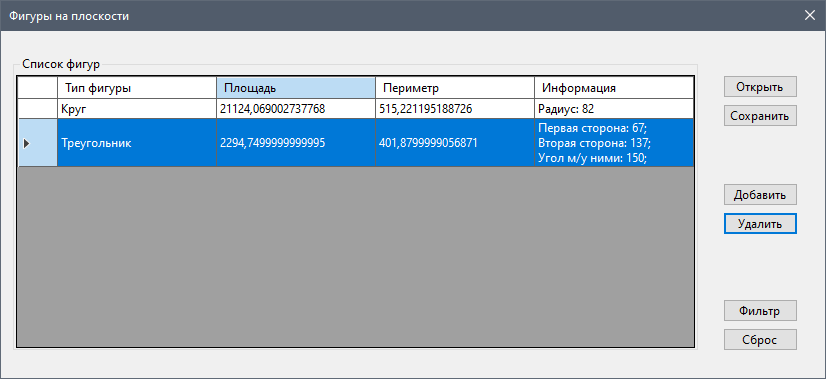 Фигуры на плоскости
Список фигур
Тип фигуры Площадь Периметр Информация
Круг 21124,069002737768 515,221195188726 Радиус: 82
Треугольник 2294,7499999999995 401,8799999056871 Первая сторона: 67;
Вторая сторона: 137;
Угол м/у ними: 150;
Открыть
Сохранить
Добавить
Удалить
Фильтр
Сброс